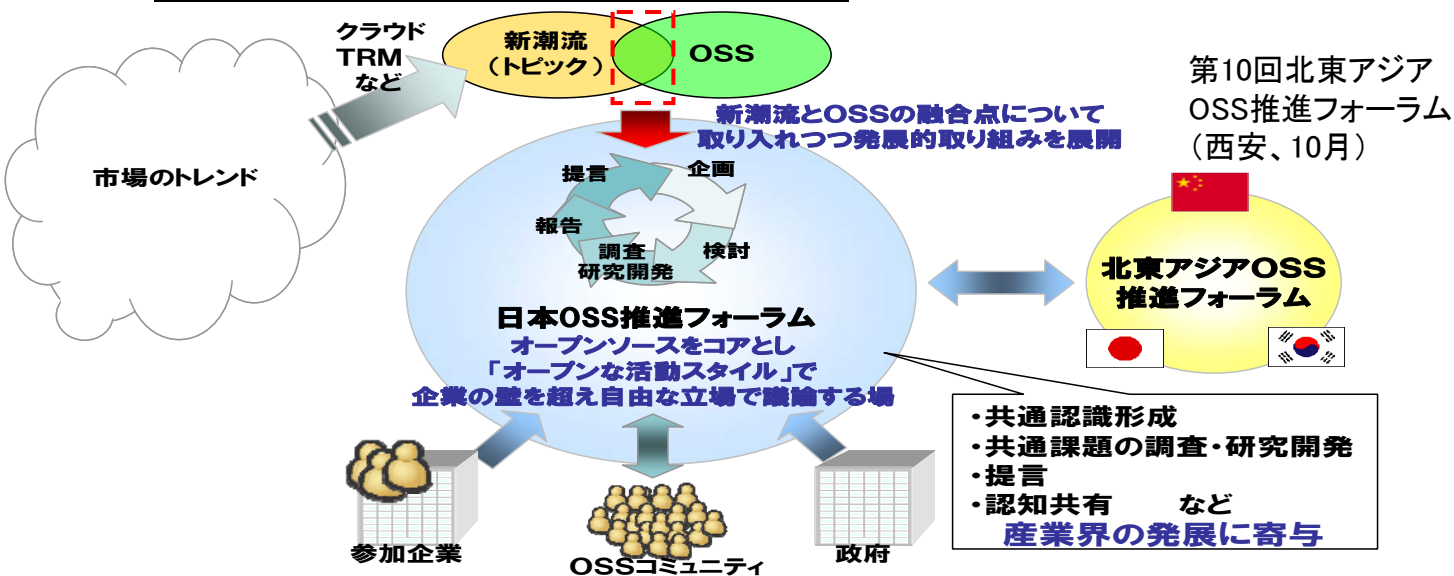 クラウド
TRM
など
新潮流
（トピック）
OSS
第10回北東アジア
OSS推進フォーラム
（西安、10月）
新潮流とOSSの融合点について
取り入れつつ発展的取り組みを展開
市場のトレンド
提言
企画
報告
調査
研究開発
検討
北東アジアOSS
推進フォーラム
日本OSS推進フォーラム
オープンソースをコアとし
「オープンな活動スタイル」で
企業の壁を超え自由な立場で議論する場
・共通認識形成
・共通課題の調査・研究開発
・提言
・認知共有　　など
産業界の発展に寄与
参加企業
OSSコミュニティ
政府